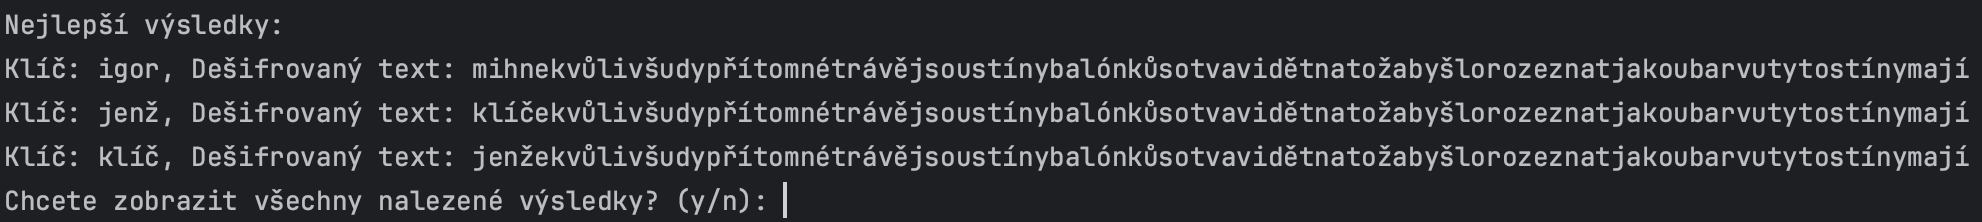 Nejlepší výsledky:
Klíč: igor, Dešifrovaný text: mihnekvůlivšudypřítomnétrávějsoustínybalónkůsotvavidětnatožabyšlorozeznatjakoubarvutytostínymají
Klíč: jenž, Dešifrovaný text: klíčekvůlivšudypřítomnétrávějsoustínybalónkůsotvavidětnatožabyšlorozeznatjakoubarvutytostínymají
Klíč: klíč, Dešifrovaný text: jenžekvůlivšudypřítomnétrávějsoustínybalónkůsotvavidětnatožabyšlorozeznatjakoubarvutytostínymají
Chcete zobrazit všechny nalezené výsledky? (y/n):